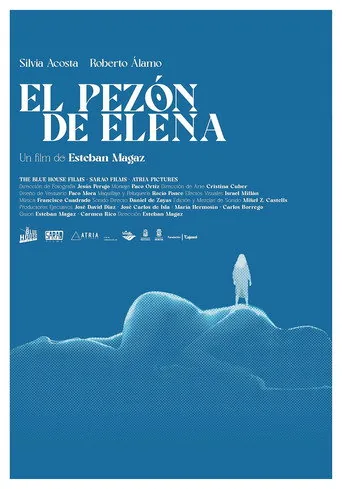 Silvia Acosta Roberto Álamo
EL PEZÓN
DE ELENA
Un film de Esteban Magaz
THE BLUE HOUSE FILMS · SARAO FILMS · ATRIA PICTURES
Dirección de Fotografía Jesús Perujo Montaje Paco Ortiz Dirección de Arte Cristina Cuber
Diseño de Vestuario Paco Mora Maquillaje y Peluquería Rocío Ponce Efectos Visuales Israel Millán
Música Francisco Cuadrado Sonido Directo Daniel de Zayas Edición y Mezclas de Sonido Mikel Z. Castells
Productores Ejecutivos José David Díaz · José Carlos de Isla · María Hermosín · Carlos Borrego
Guion Esteban Magaz · Carmen Rico Dirección Esteban Magaz
ATRIA